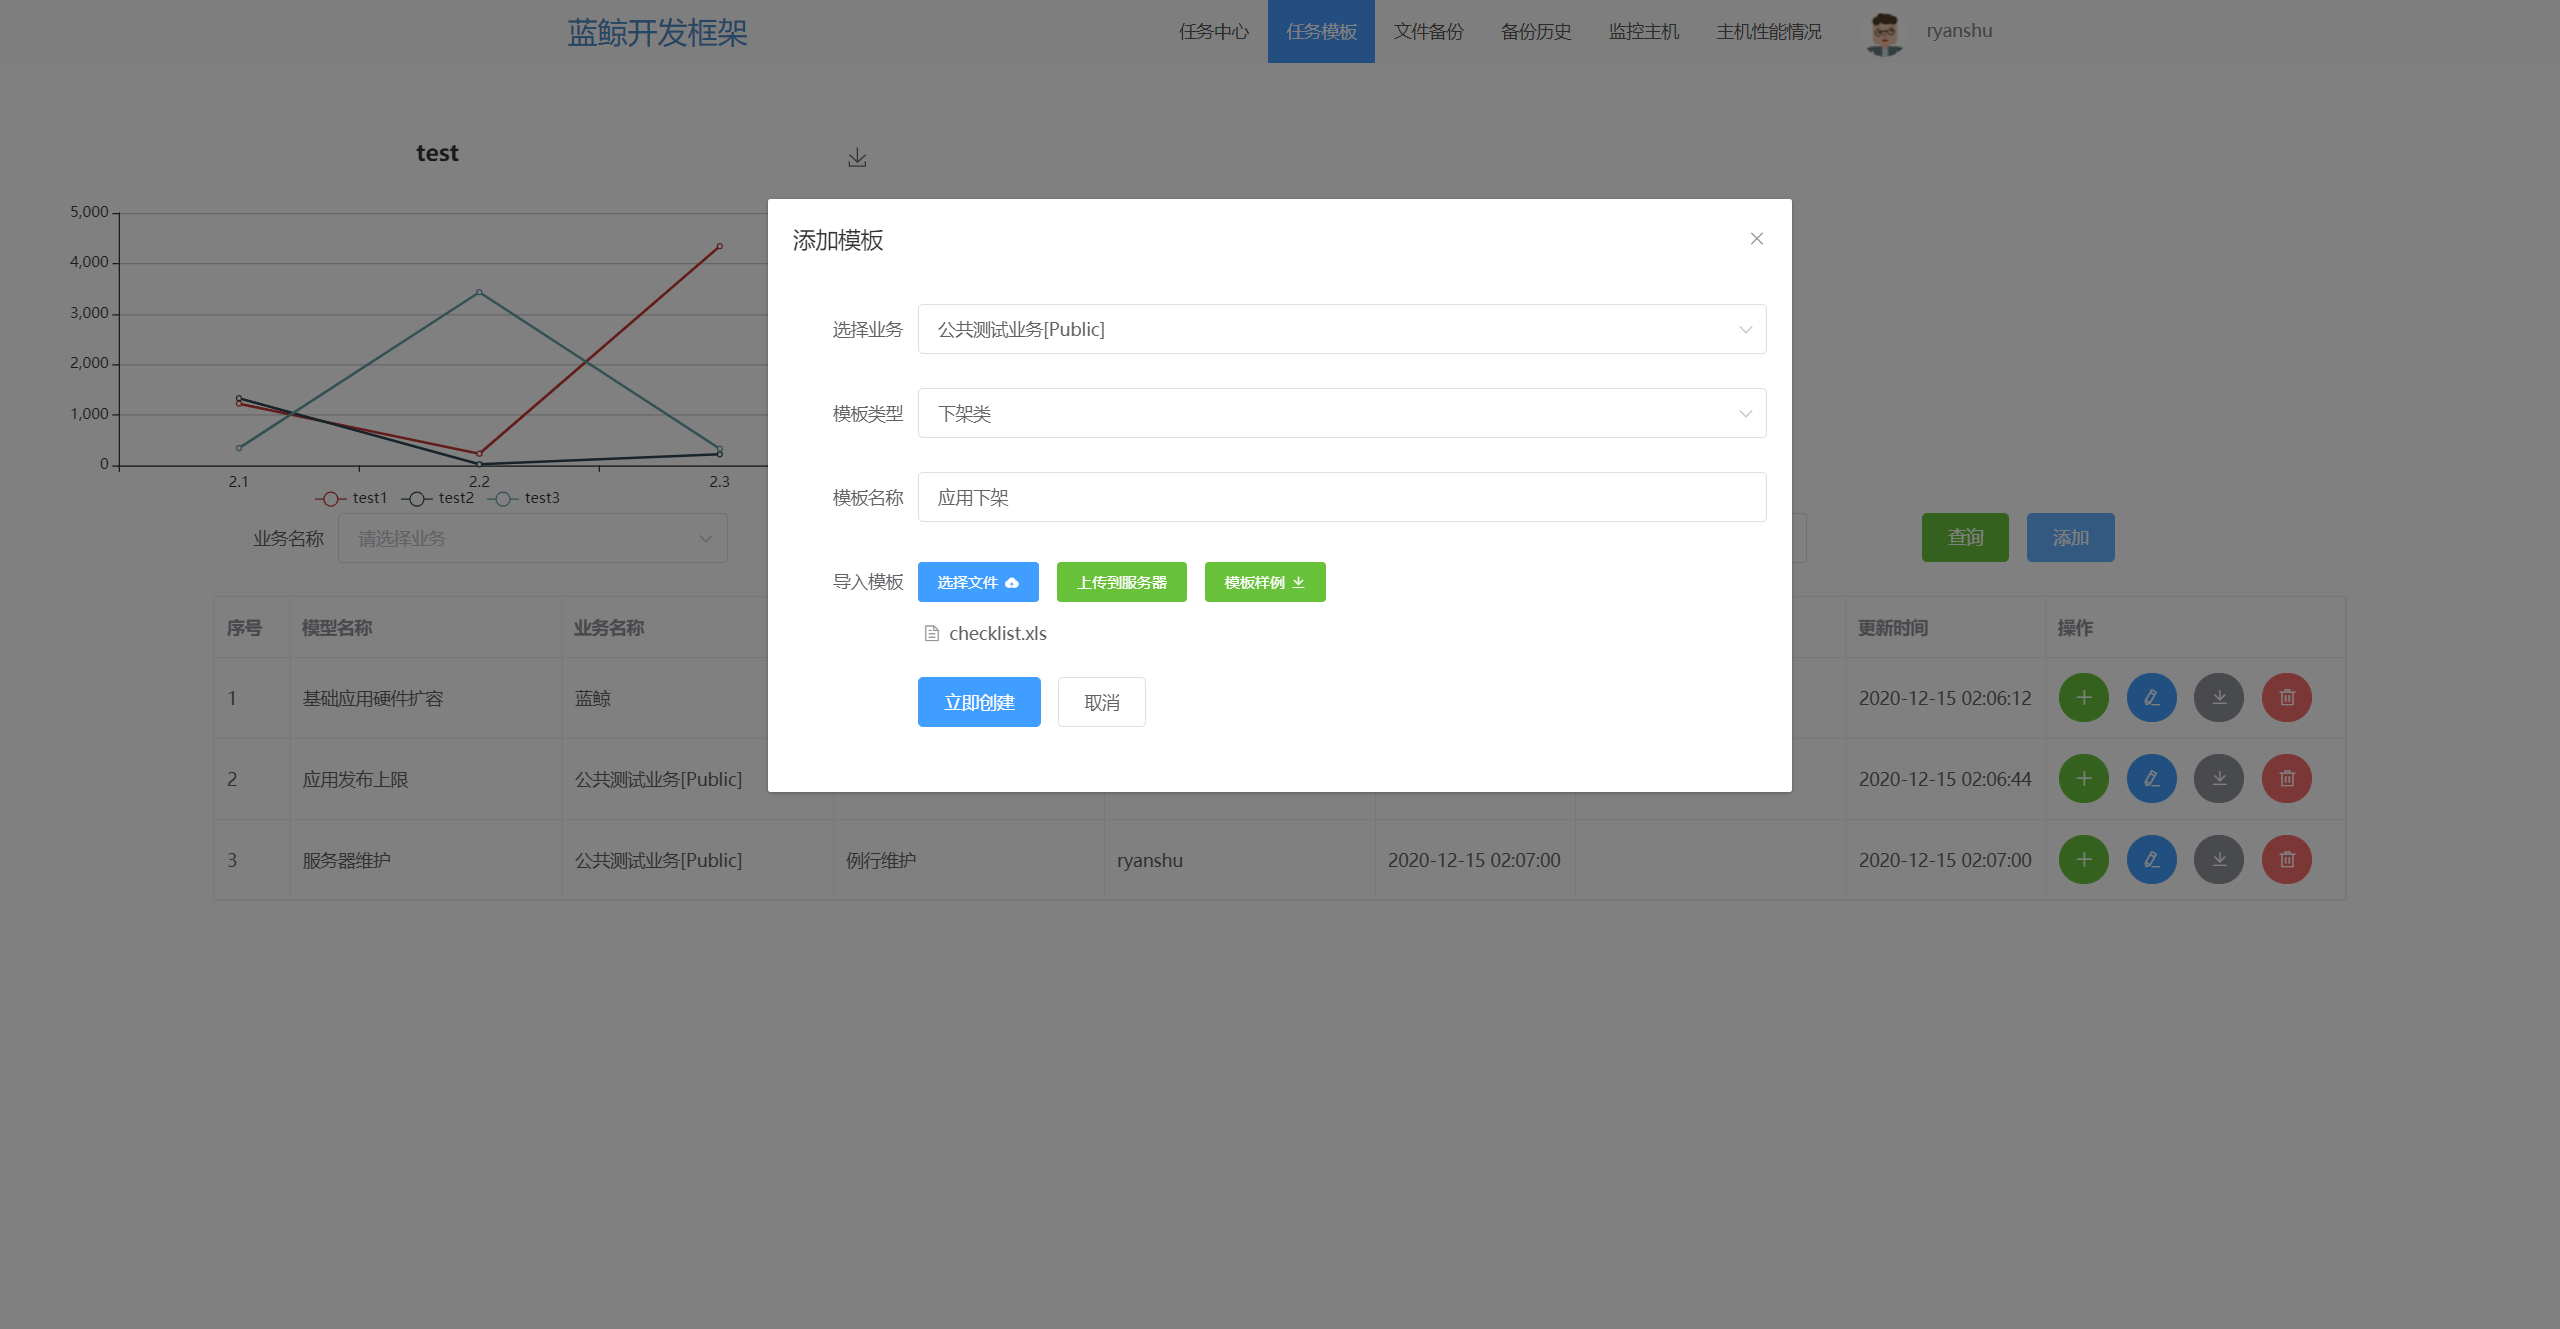 蓝鲸开发框架 任务中心 任务模板 文件备份 备份历史 监控主机 主机性能情况 ryanshu
test
5,000
4,000
3,000
2,000
1,000
0
2.1 2.2 2.3
test1 test2 test3
添加模板
选择业务 公共测试业务[Public]
模板类型 下架类
模板名称 应用下架
导入模板 选择文件 上传到服务器 模板样例
checklist.xls
立即创建 取消
业务名称 请选择业务 查询 添加
序号 模型名称 业务名称 更新时间 操作
1 基础应用硬件扩容 蓝鲸 2020-12-15 02:06:12
2 应用发布上限 公共测试业务[Public] 2020-12-15 02:06:44
3 服务器维护 公共测试业务[Public] 例行维护 ryanshu 2020-12-15 02:07:00 2020-12-15 02:07:00